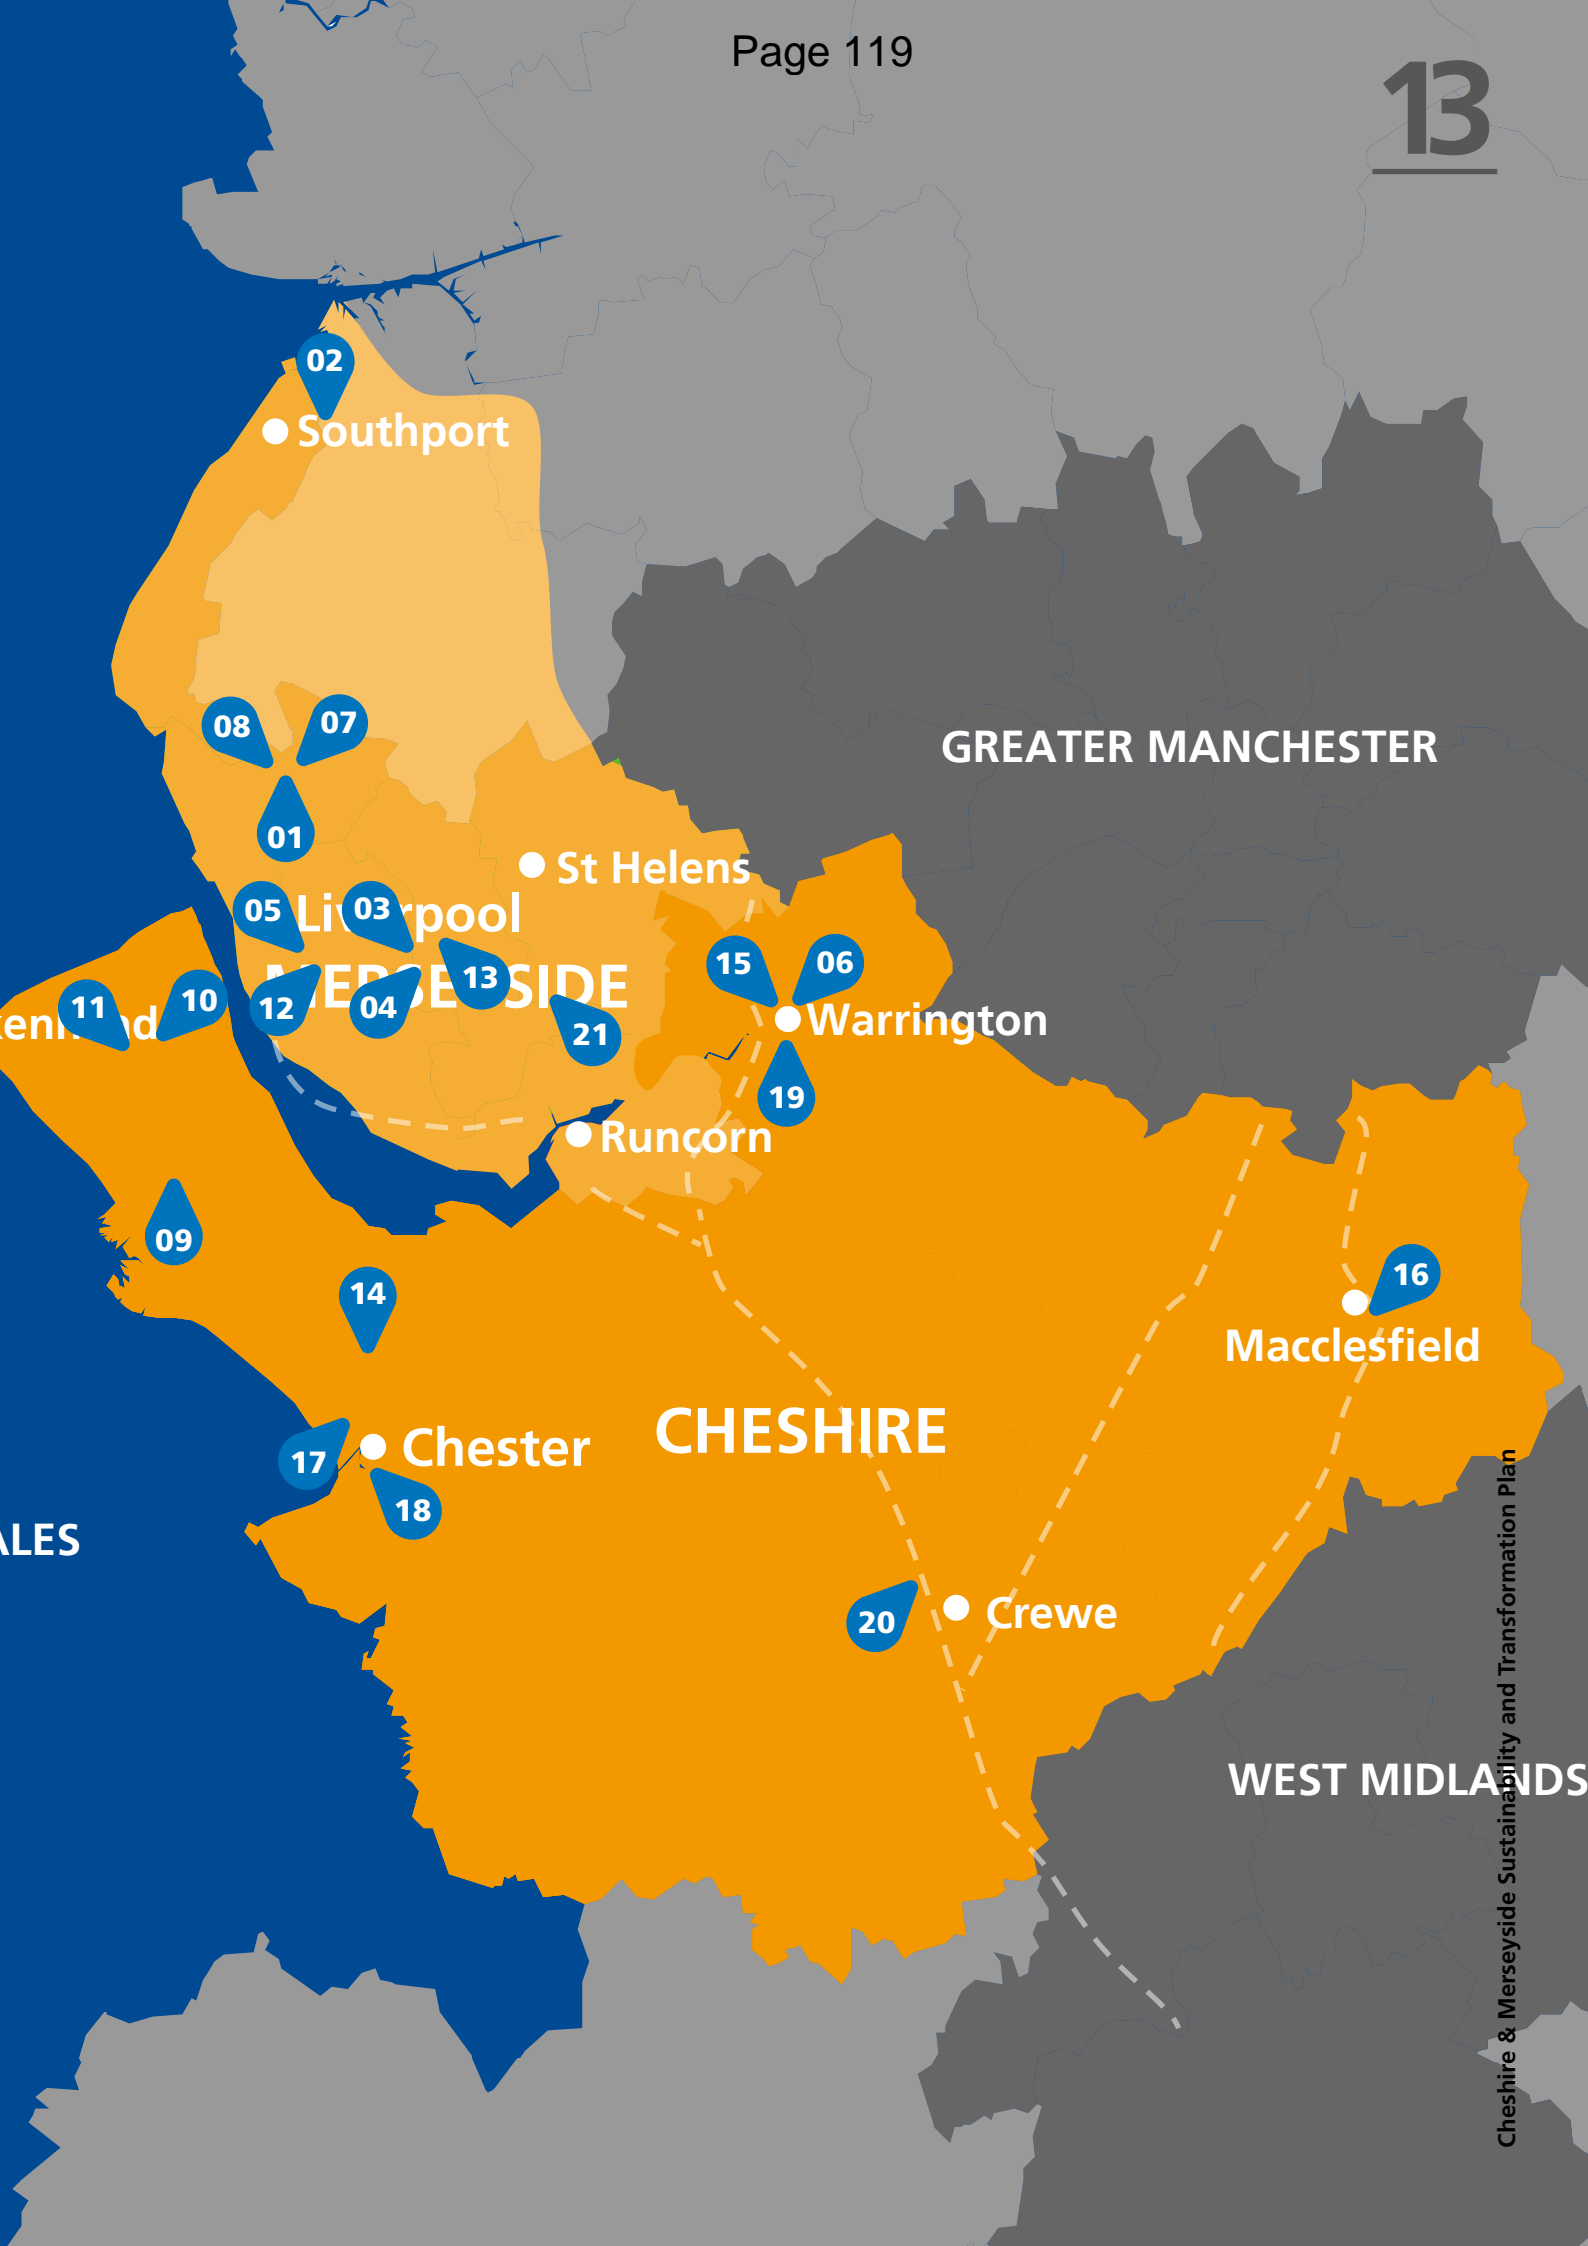 Page 119
13
02
Southport
08
07
GREATER MANCHESTER
01
St Helens
05
03
Liverpool
15
06
13
MERSEYSIDE
11
10
12
04
21
Warrington
19
Runcorn
09
14
16
Macclesfield
CHESHIRE
Chester
17
18
20
Crewe
WEST MIDLANDS
Cheshire & Merseyside Sustainability and Transformation Plan